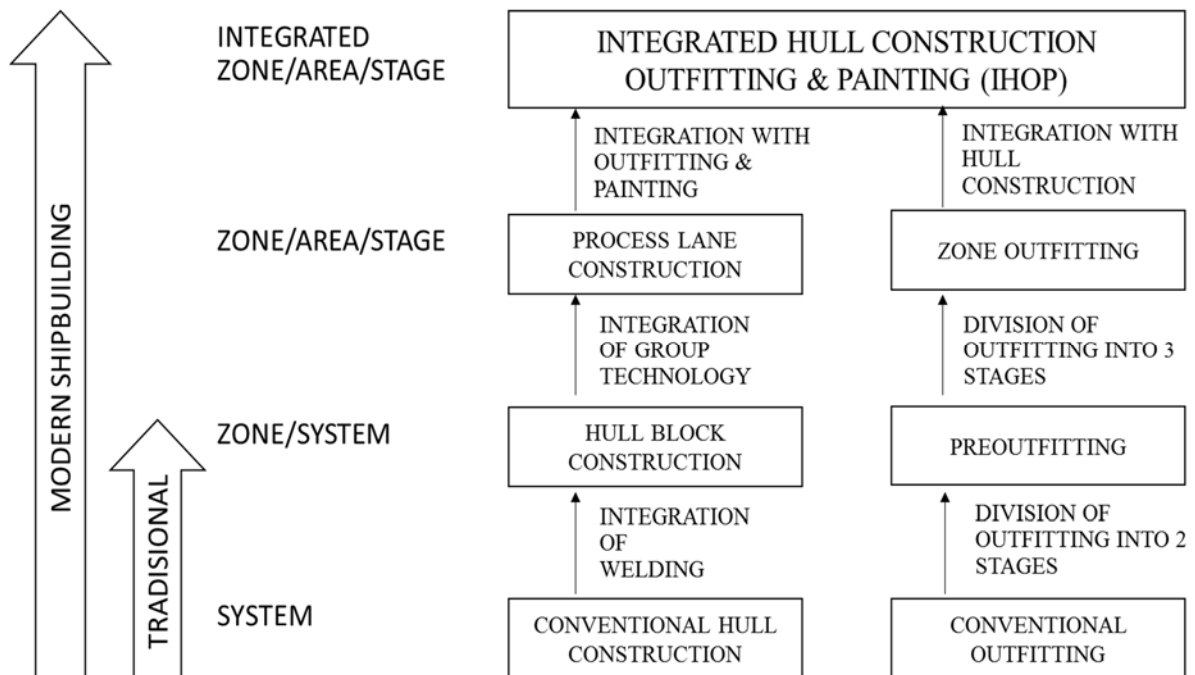 INTEGRATED
ZONE/AREA/STAGE
INTEGRATED HULL CONSTRUCTION
OUTFITTING & PAINTING (IHOP)
INTEGRATION WITH
OUTFITTING &
PAINTING
INTEGRATION WITH
HULL
CONSTRUCTION
ZONE/AREA/STAGE
PROCESS LANE
CONSTRUCTION
ZONE OUTFITTING
INTEGRATION
OF GROUP
TECHNOLOGY
DIVISION OF
OUTFITTING INTO 3
STAGES
ZONE/SYSTEM
HULL BLOCK
CONSTRUCTION
PREOUTFITTING
INTEGRATION
OF
WELDING
DIVISION OF
OUTFITTING INTO 2
STAGES
SYSTEM
CONVENTIONAL HULL
CONSTRUCTION
CONVENTIONAL
OUTFITTING
MODERN SHIPBUILDING
TRADISIONAL